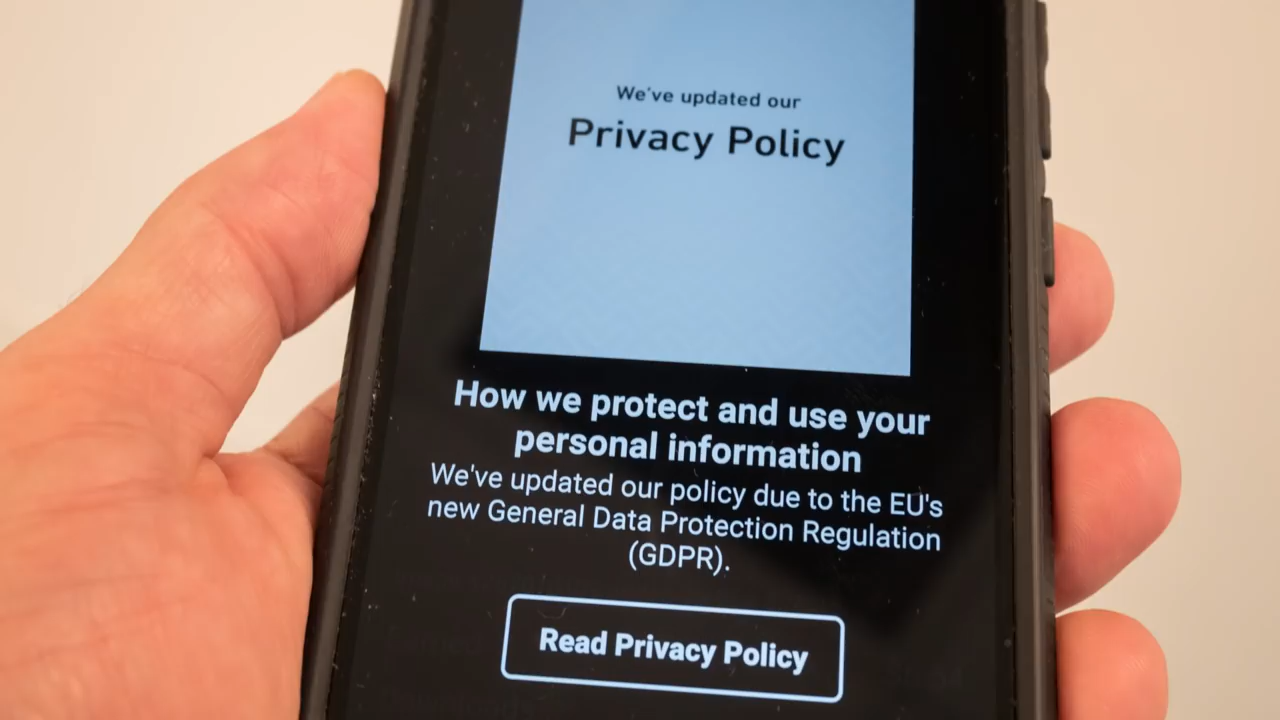 We've updated our
Privacy Policy
How we protect and use your
personal information
We've updated our policy due to the EU's
new General Data Protection Regulation
(GDPR).
Read Privacy Policy